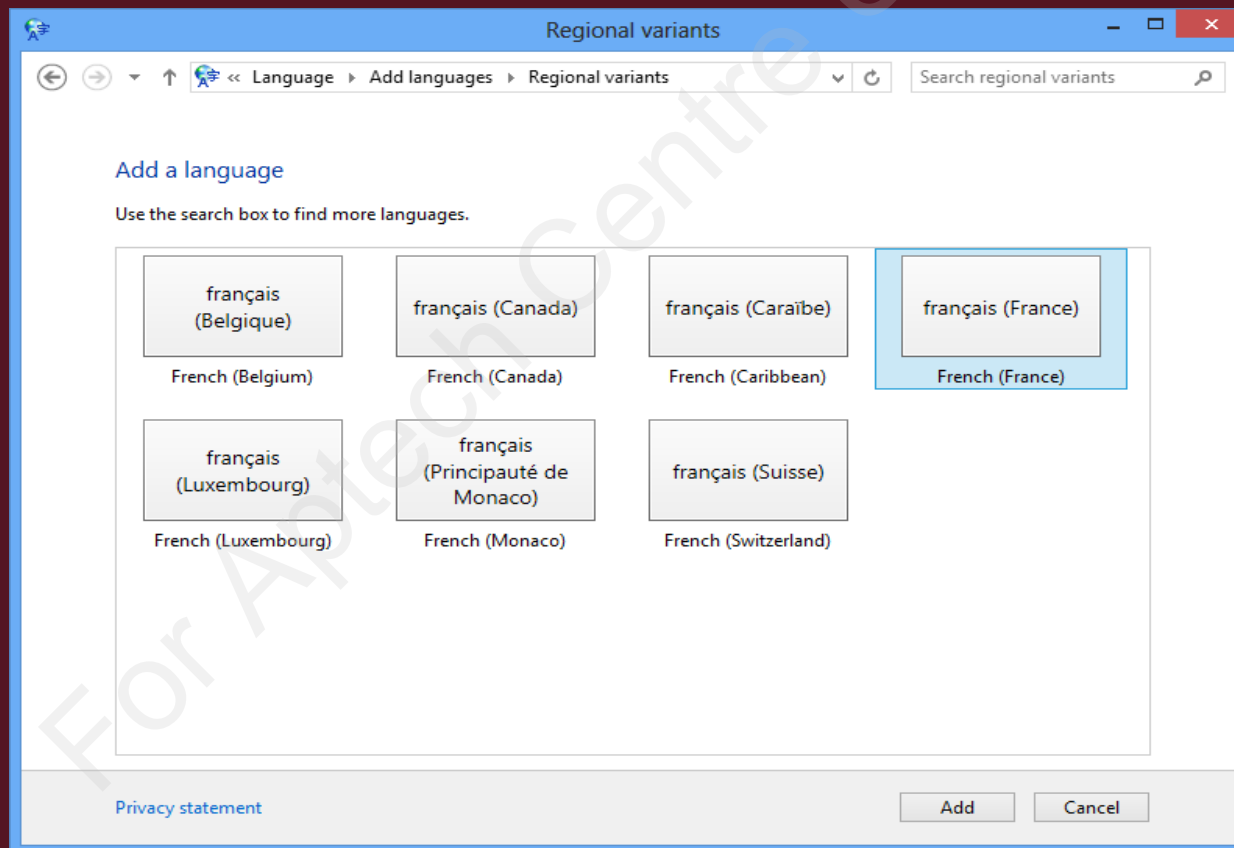 Regional variants
« Language Add languages Regional variants Search regional variants
Add a language
Use the search box to find more languages.
français
(Belgique)
French (Belgium)
français (Canada)
French (Canada)
français (Caraïbe)
French (Caribbean)
français (France)
French (France)
français
(Luxembourg)
French (Luxembourg)
français
(Principauté de
Monaco)
French (Monaco)
français (Suisse)
French (Switzerland)
Privacy statement
Add
Cancel
For Aptech Centre